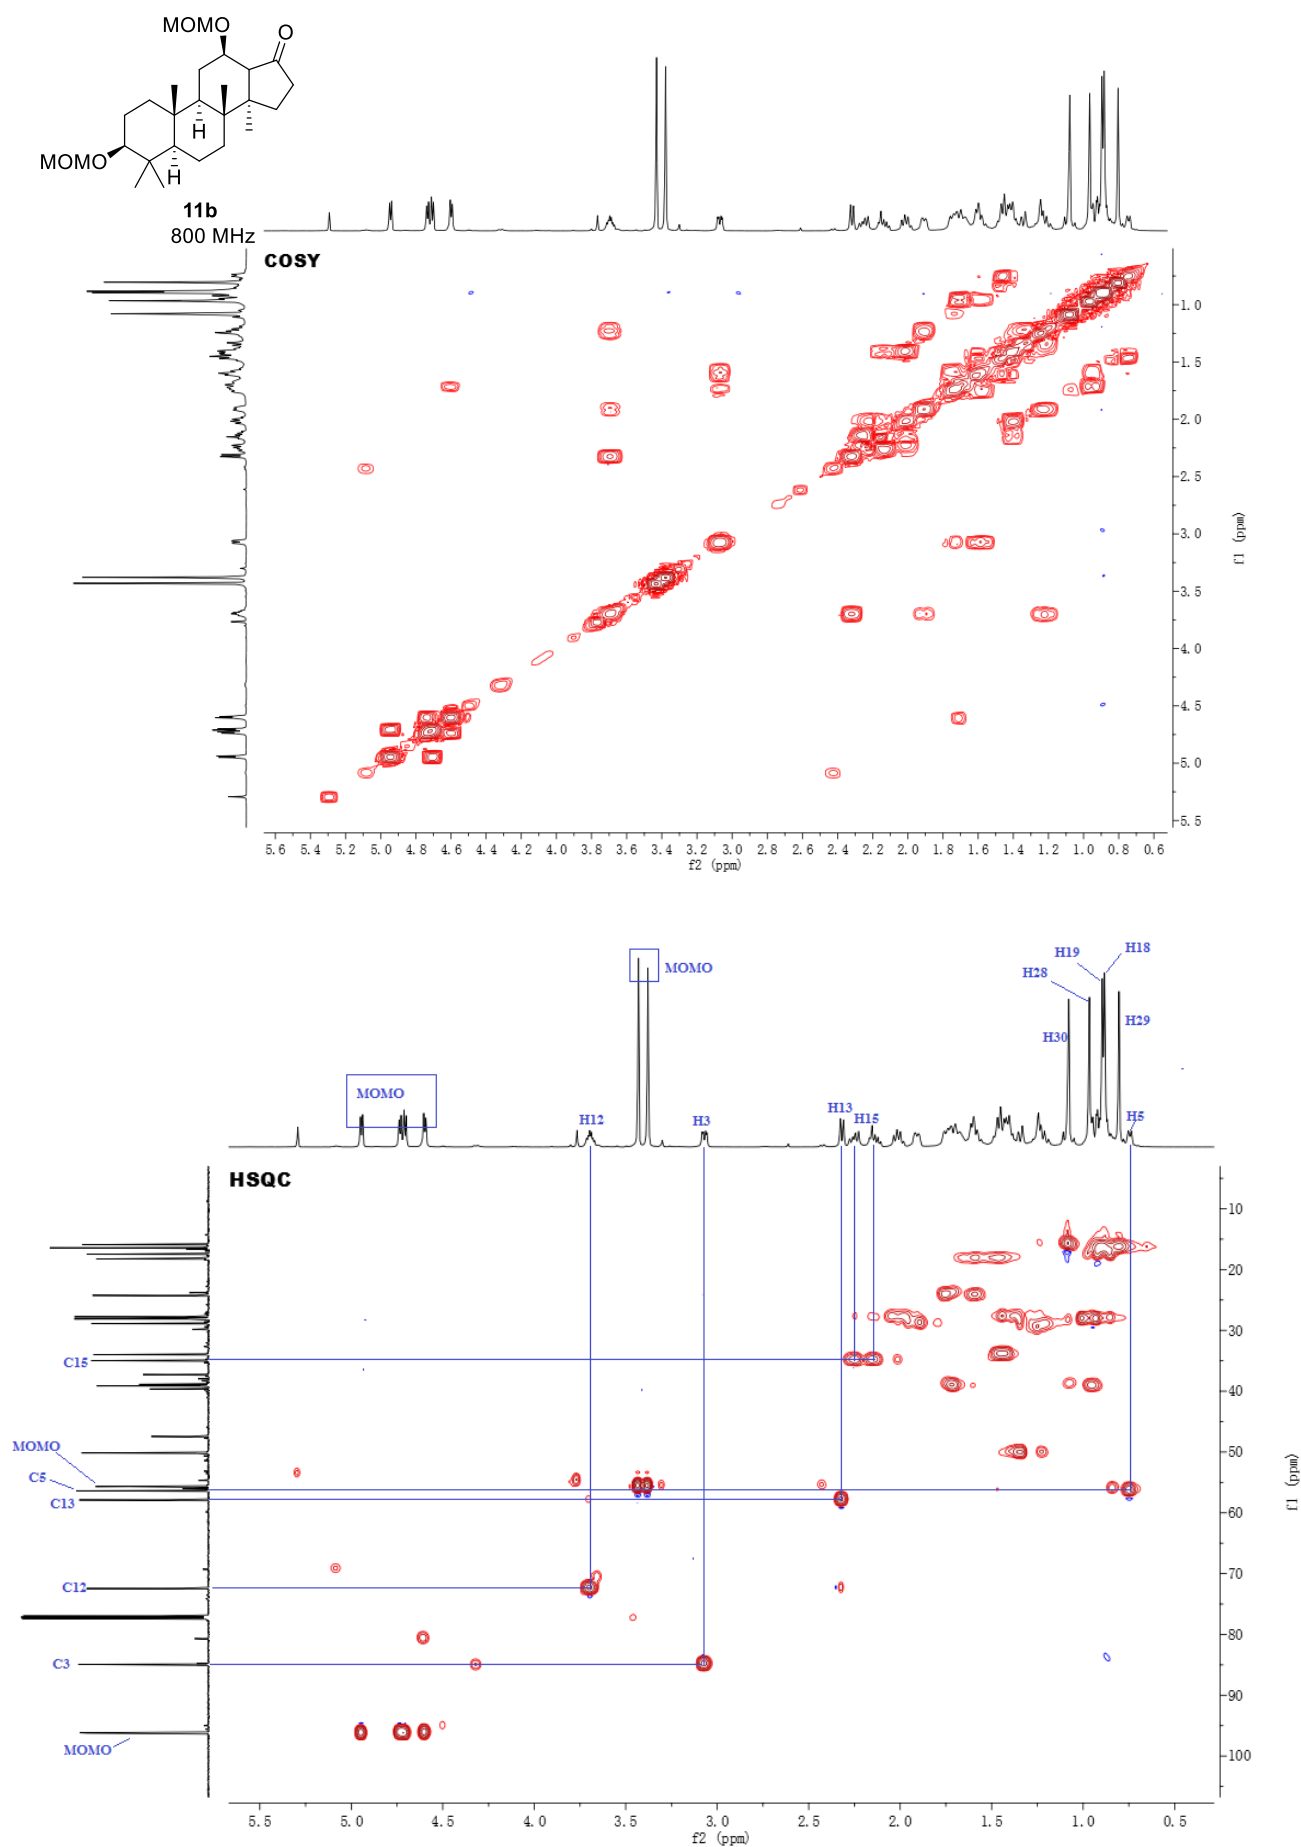 MOMO O
H
MOMO
H
11b
800 MHz
COSY
1.0
1.5
2.0
2.5
3.0
3.5
4.0
4.5
5.0
5.5
f1 (ppm)
5.6 5.4 5.2 5.0 4.8 4.6 4.4 4.2 4.0 3.8 3.6 3.4 3.2 3.0 2.8 2.6 2.4 2.2 2.0 1.8 1.6 1.4 1.2 1.0 0.8 0.6
f2 (ppm)
H19 H18
MOMO H28
H29
H30
MOMO
H12 H3 H13 H15 H5
HSQC
10
20
30
40
50
60
70
80
90
100
f1 (ppm)
C15
MOMO
C5
C13
C12
C3
MOMO
5.5 5.0 4.5 4.0 3.5 3.0 2.5 2.0 1.5 1.0 0.5
f2 (ppm)